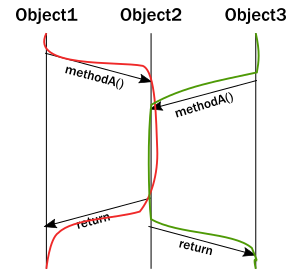 Object1 Object2 Object3
methodA()
methodA()
return
return